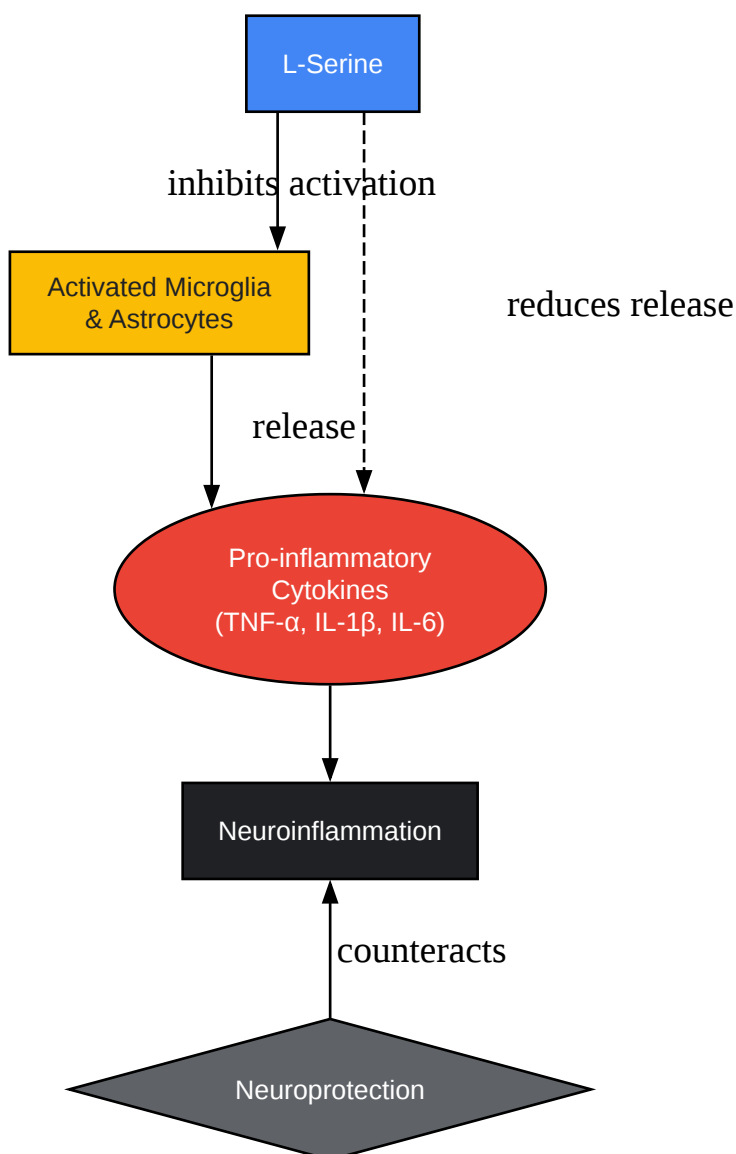 L-Serine
inhibits activation
Activated Microglia
& Astrocytes
reduces release
release
Pro-inflammatory
Cytokines
(TNF-α, IL-1β, IL-6)
Neuroinflammation
counteracts
Neuroprotection